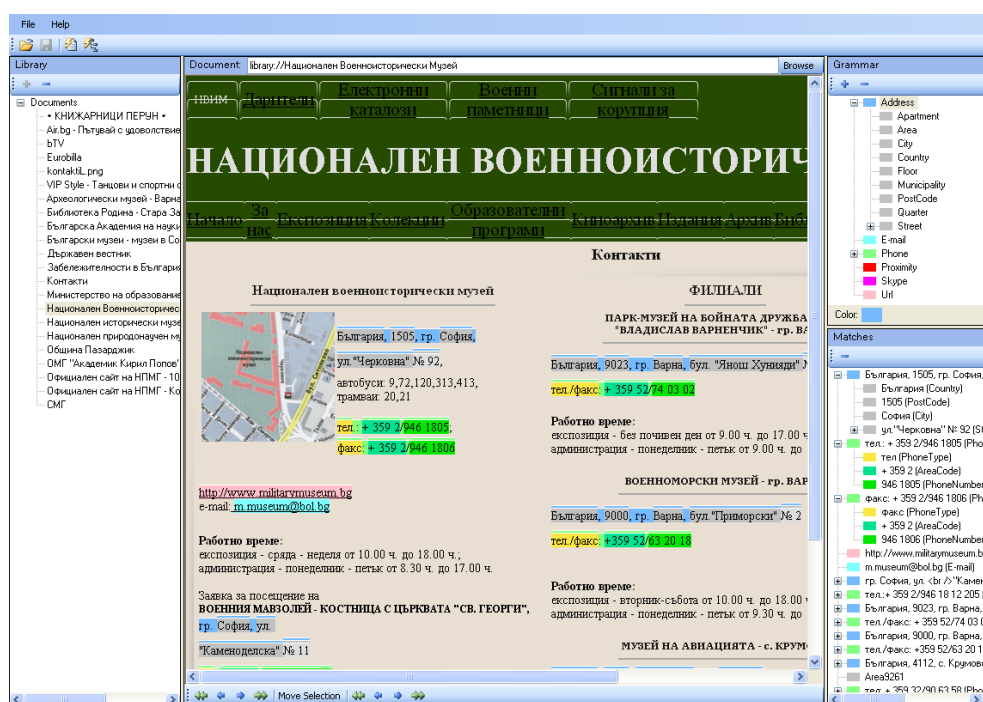 File Help
Library
Documents
• КНИЖАРНИЦИ ПЕРУН •
Air.bg - Пътувай с удоволствие
bTV
Eurobilla
kontaktiL.png
VIP Style - Танцови и спортни о
Археологически музей - Варна
Библиотека Родина - Стара За
Българска Академия на науки
Български музеи - музеи в Со
Държавен вестник
Забележителности в България
Контакти
Министерство на образование
Национален Военноисторичес
Национален исторически музе
Национален природонаучен му
Община Пазарджик
ОМГ "Академик Кирил Попов"
Официален сайт на НПМГ - 10
Официален сайт на НПМГ - Ко
СМГ
Document: library://Национален Военноисторически Музей Browse
НВИМ Дарители Електронни каталози Военни паметници Сигнали за корупция
НАЦИОНАЛЕН ВОЕННОИСТОРИЧ
Начало За нас Експозиция Колекции Образователни програми Киноархив Издания Архив Биб
Контакти
Национален военноисторически музей
България, 1505, гр. София,
ул."Черковна" № 92,
автобуси: 9,72,120,313,413,
трамваи: 20,21
тел.: + 359 2/946 1805;
факс: + 359 2/946 1806
http://www.militarymuseum.bg
e-mail: m.museum@bol.bg
Работно време:
експозиция - сряда - неделя от 10.00 ч. до 18.00 ч.;
администрация - понеделник - петък от 8.30 ч. до 17.00 ч.
Заявка за посещение на
ВОЕННИЯ МАВЗОЛЕЙ - КОСТНИЦА С ЦЪРКВАТА "СВ. ГЕОРГИ",
гр. София, ул.
"Каменоделска" № 11
ФИЛИАЛИ
ПАРК-МУЗЕЙ НА БОЙНАТА ДРУЖБА
"ВЛАДИСЛАВ ВАРНЕНЧИК" - гр. ВА
България, 9023, гр. Варна, бул. "Янош Хунияди" №
тел./факс: + 359 52/74 03 02
Работно време:
експозиция - без почивен ден от 9.00 ч. до 17.00 ч
администрация - понеделник - петък от 9.00 ч. до
ВОЕННОМОРСКИ МУЗЕЙ - гр. ВАР
България, 9000, гр. Варна, бул."Приморски" № 2
тел./факс: +359 52/63 20 18
Работно време:
експозиция - вторник-събота от 10.00 ч. до 18.00 ч
администрация - понеделник - петък от 9.30 ч. до
МУЗЕЙ НА АВИАЦИЯТА - с. КРУМ
Move Selection
Grammar
Address
Apartment
Area
City
Country
Floor
Municipality
PostCode
Quarter
Street
E-mail
Phone
Proximity
Skype
Url
Color:
Matches
България, 1505, гр. София,
България (Country)
1505 (PostCode)
София (City)
ул."Черковна" № 92 (St
тел.: + 359 2/946 1805 (Pho
тел (PhoneType)
+ 359 2 (AreaCode)
946 1805 (PhoneNumber
факс: + 359 2/946 1806 (Ph
факс (PhoneType)
+ 359 2 (AreaCode)
946 1806 (PhoneNumber
http://www.militarymuseum.b
m.museum@bol.bg (E-mail)
гр. София, ул. <br />"Камен
тел.:+ 359 2/946 18 12 205 (
България, 9023, гр. Варна,
тел./факс: + 359 52/74 03 0
България, 9000, гр. Варна,
тел./факс: +359 52/63 20 1
България, 4112, с. Крумово
Area9261
тел: + 359 32/90 63 58 (Pho